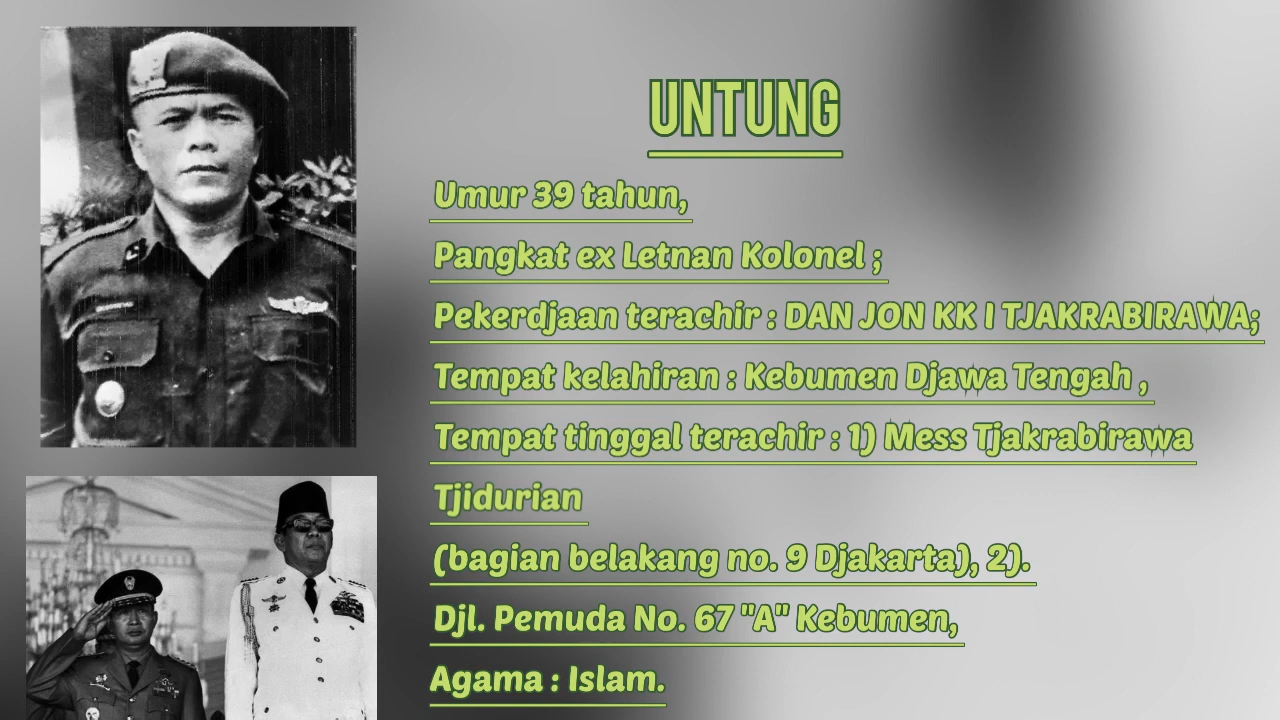 UNTUNG
Umur 39 tahun,
Pangkat ex Letnan Kolonel ;
Pekerdjaan terachir : DAN JON KK I TJAKRABIRAWA;
Tempat kelahiran : Kebumen Djawa Tengah ,
Tempat tinggal terachir : 1) Mess Tjakrabirawa
Tjidurian
(bagian belakang no. 9 Djakarta), 2).
Djl. Pemuda No. 67 "A" Kebumen,
Agama : Islam.